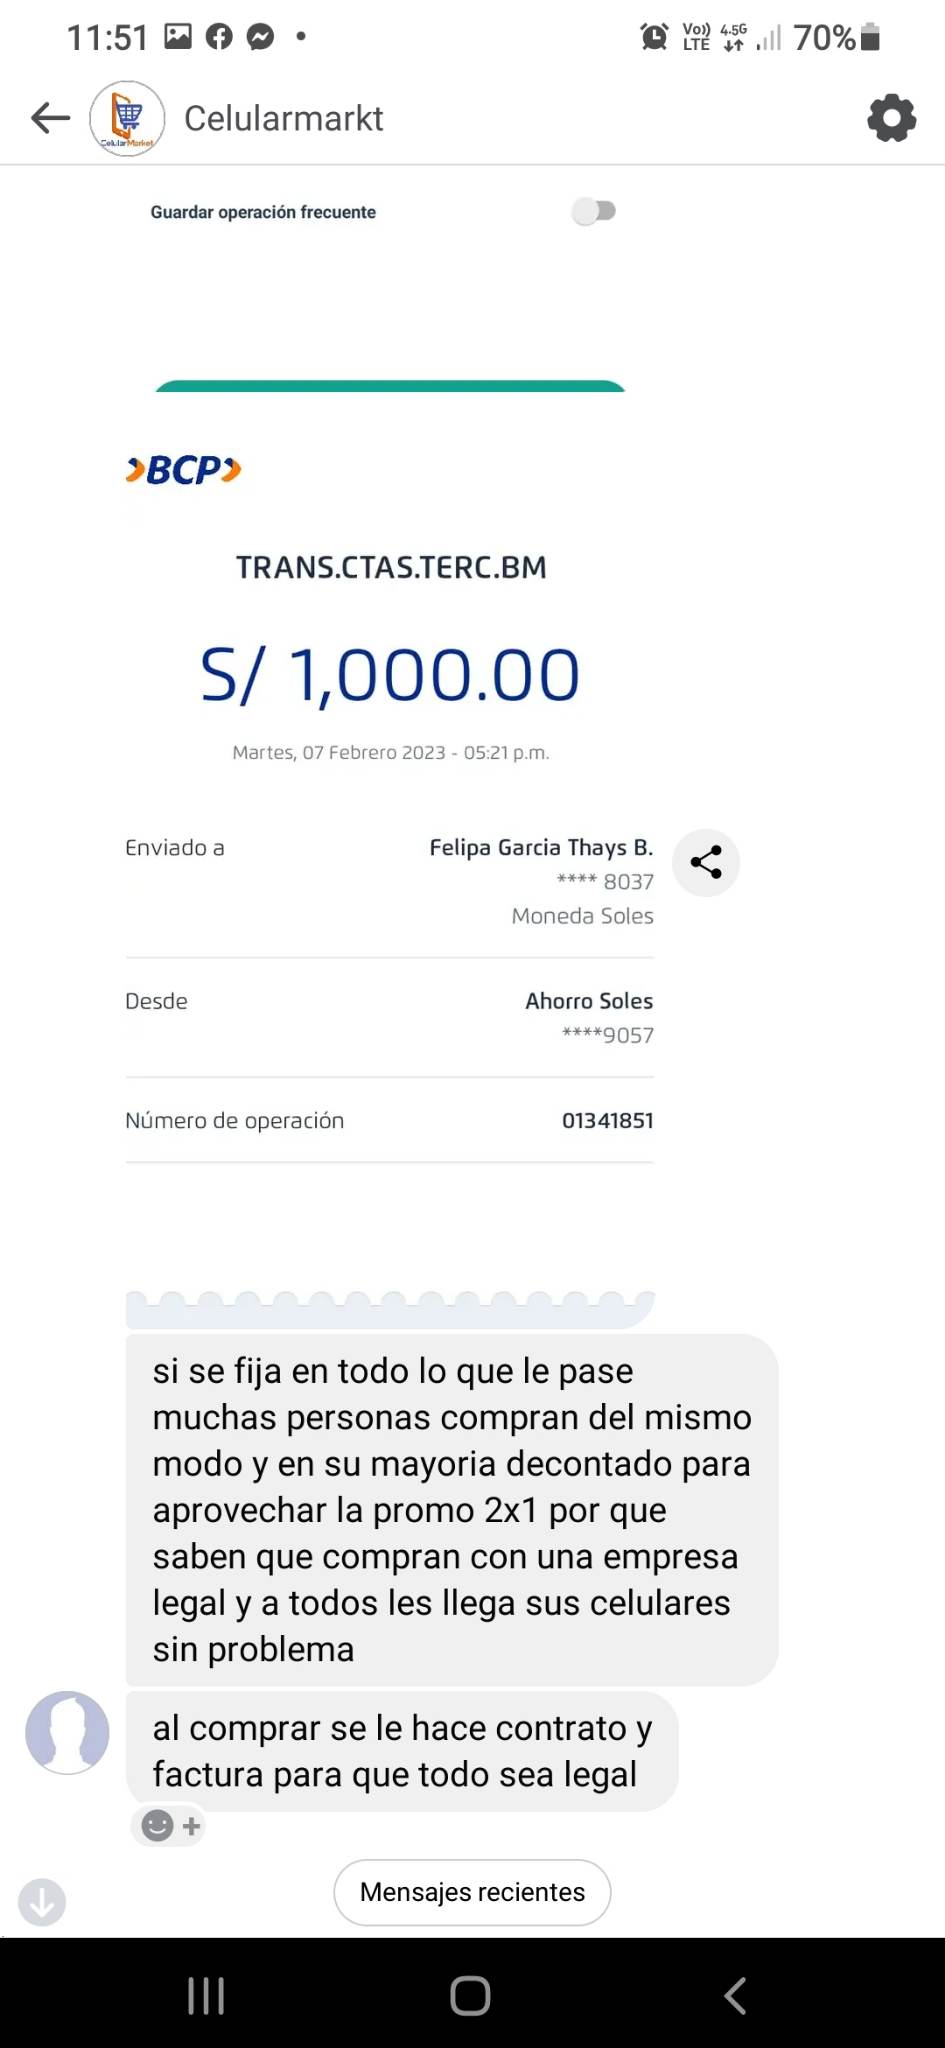 11:51
Vo)) LTE 4.5G 70%
Celularmarkt
CelularMarket
Guardar operación frecuente
BCP
TRANS.CTAS.TERC.BM
S/ 1,000.00
Martes, 07 Febrero 2023 - 05:21 p.m.
Enviado a Felipa Garcia Thays B.
**** 8037
Moneda Soles
Desde Ahorro Soles
****9057
Número de operación 01341851
si se fija en todo lo que le pase
muchas personas compran del mismo
modo y en su mayoria decontado para
aprovechar la promo 2x1 por que
saben que compran con una empresa
legal y a todos les llega sus celulares
sin problema
al comprar se le hace contrato y
factura para que todo sea legal
Mensajes recientes